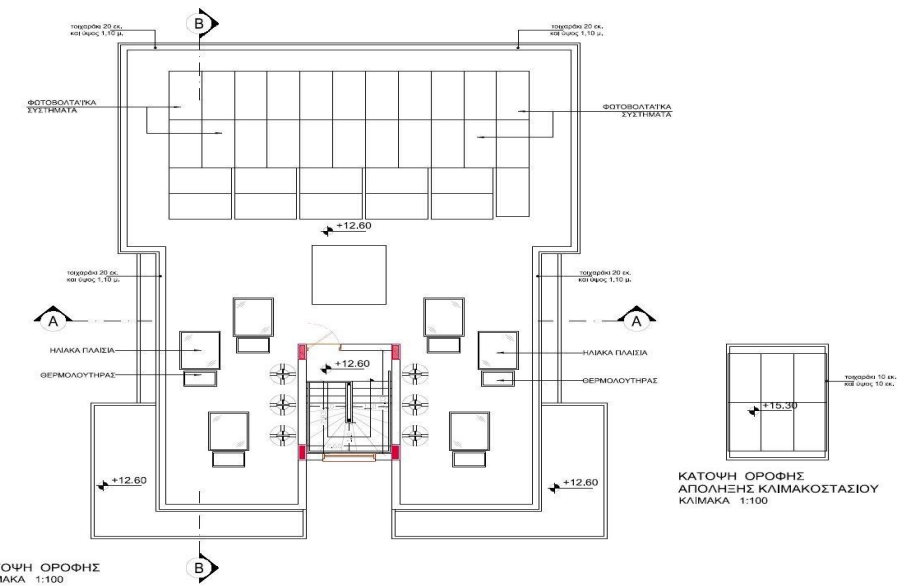 B
τοιχαράκι 20 εκ.
και ύψος 1,10 μ.
τοιχαράκι 20 εκ.
και ύψος 1,10 μ.
ΦΩΤΟΒΟΛΤΑΪΚΑ
ΣΥΣΤΗΜΑΤΑ
ΦΩΤΟΒΟΛΤΑΪΚΑ
ΣΥΣΤΗΜΑΤΑ
+12.60
τοιχαράκι 20 εκ.
και ύψος 1,10 μ.
τοιχαράκι 20 εκ.
και ύψος 1,10 μ.
A
A
ΗΛΙΑΚΑ ΠΛΑΙΣΙΑ
ΗΛΙΑΚΑ ΠΛΑΙΣΙΑ
+12.60
ΘΕΡΜΟΛΟΥΤΗΡΑΣ
ΘΕΡΜΟΛΟΥΤΗΡΑΣ
τοιχαράκι 10 εκ.
και ύψος 10 εκ.
+15.30
+12.60
+12.60
ΚΑΤΟΨΗ ΟΡΟΦΗΣ
ΑΠΟΛΗΞΗΣ ΚΛΙΜΑΚΟΣΤΑΣΙΟΥ
ΚΛΙΜΑΚΑ 1:100
B
ΟΨΗ ΟΡΟΦΗΣ
ΜΑΚΑ 1:100